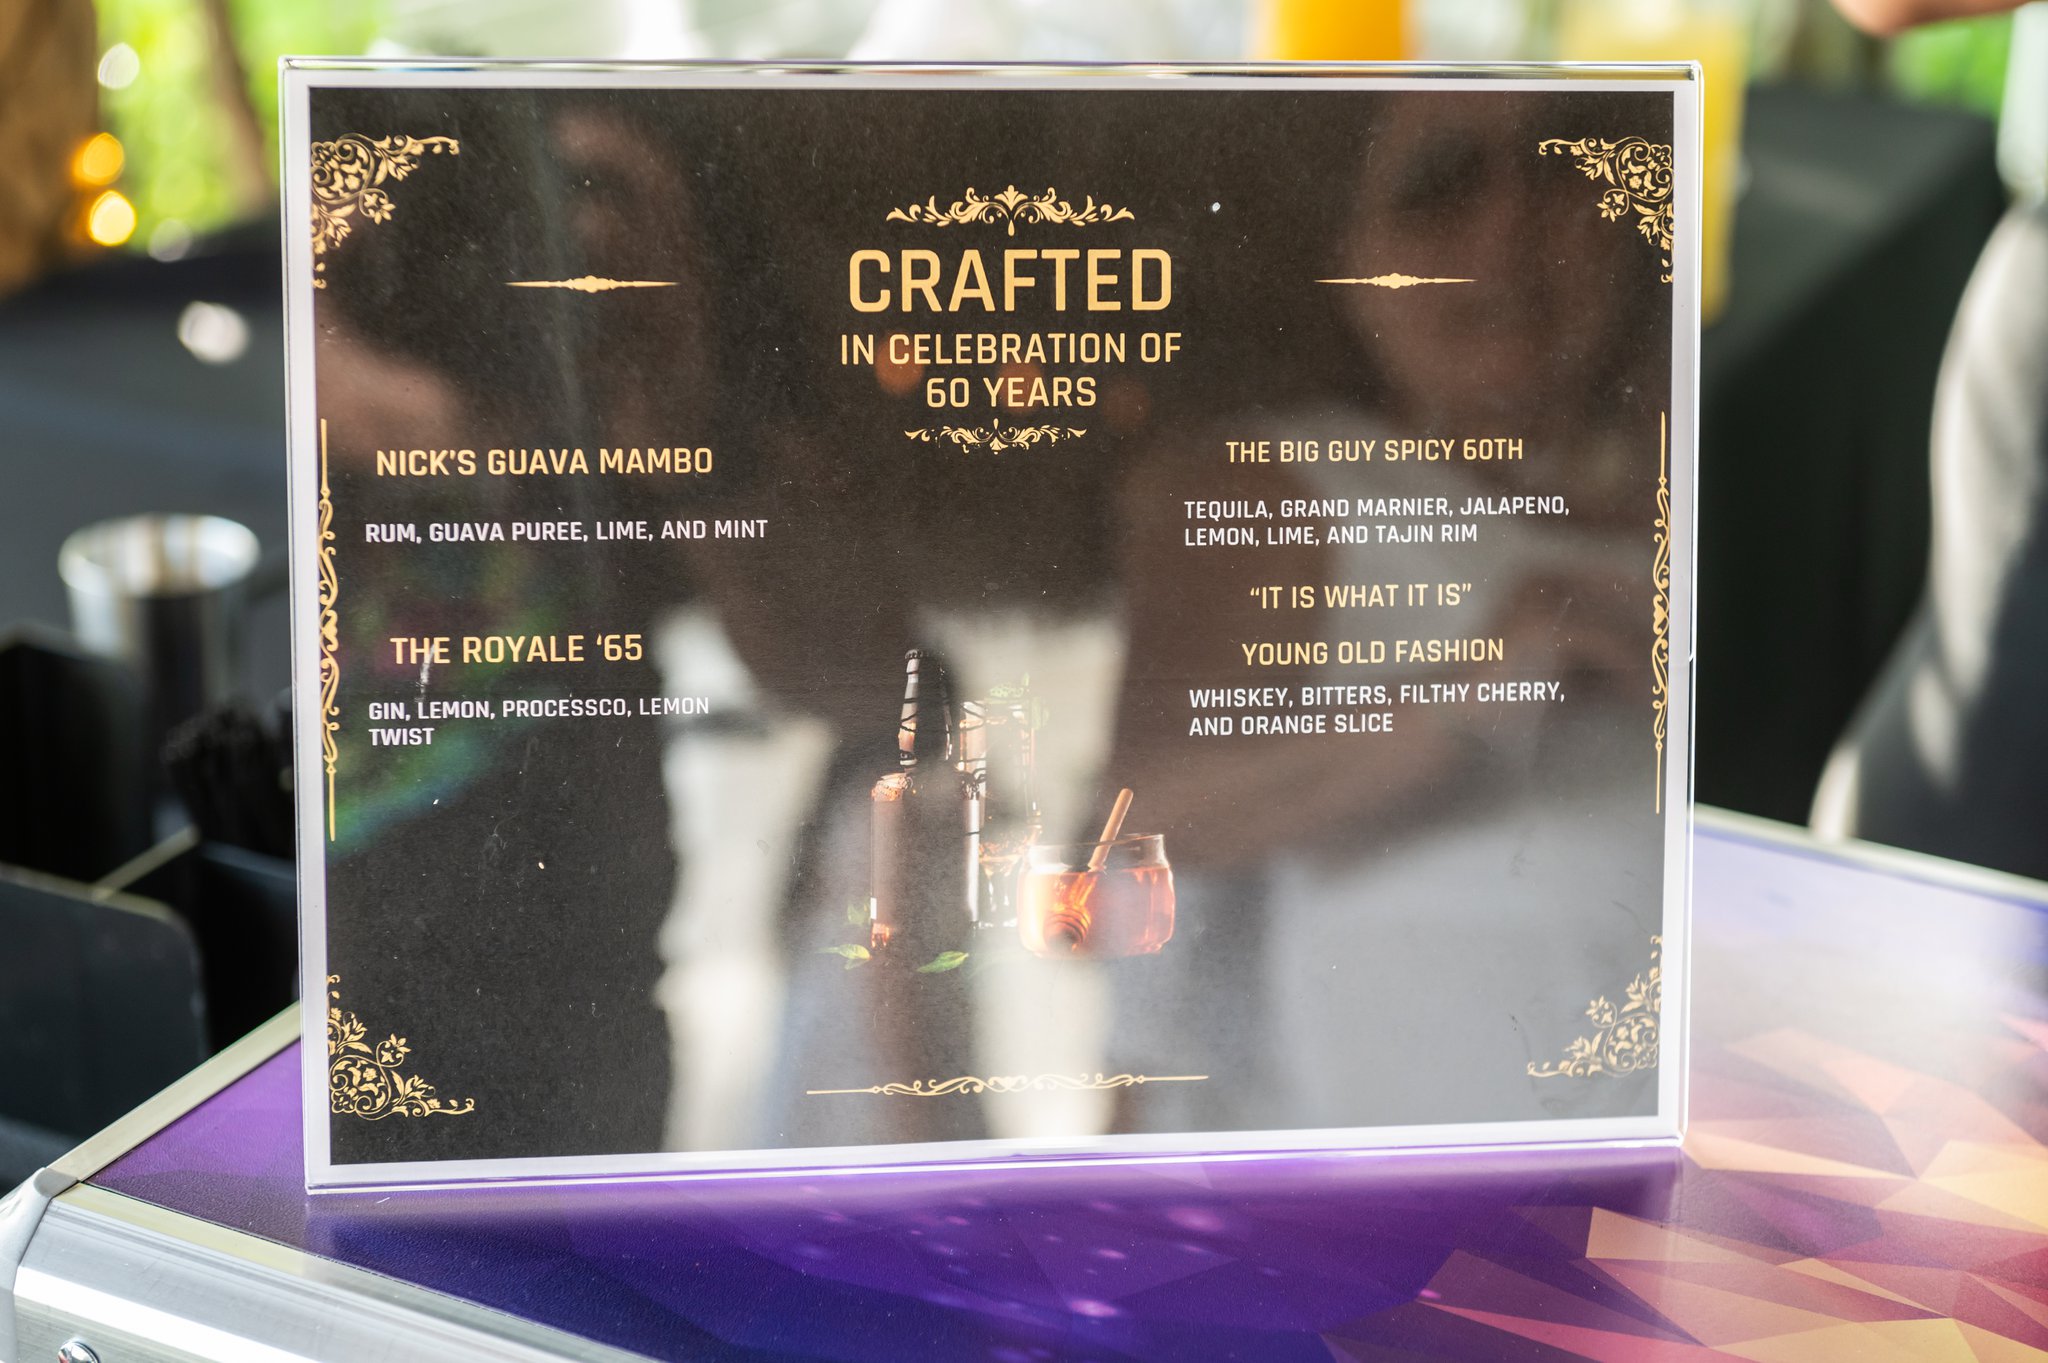 CRAFTED
IN CELEBRATION OF
60 YEARS
NICK'S GUAVA MAMBO
RUM, GUAVA PUREE, LIME, AND MINT
THE ROYALE ‘65
GIN, LEMON, PROCESSCO, LEMON
TWIST
THE BIG GUY SPICY 60TH
TEQUILA, GRAND MARNIER, JALAPENO,
LEMON, LIME, AND TAJIN RIM
“IT IS WHAT IT IS”
YOUNG OLD FASHION
WHISKEY, BITTERS, FILTHY CHERRY,
AND ORANGE SLICE